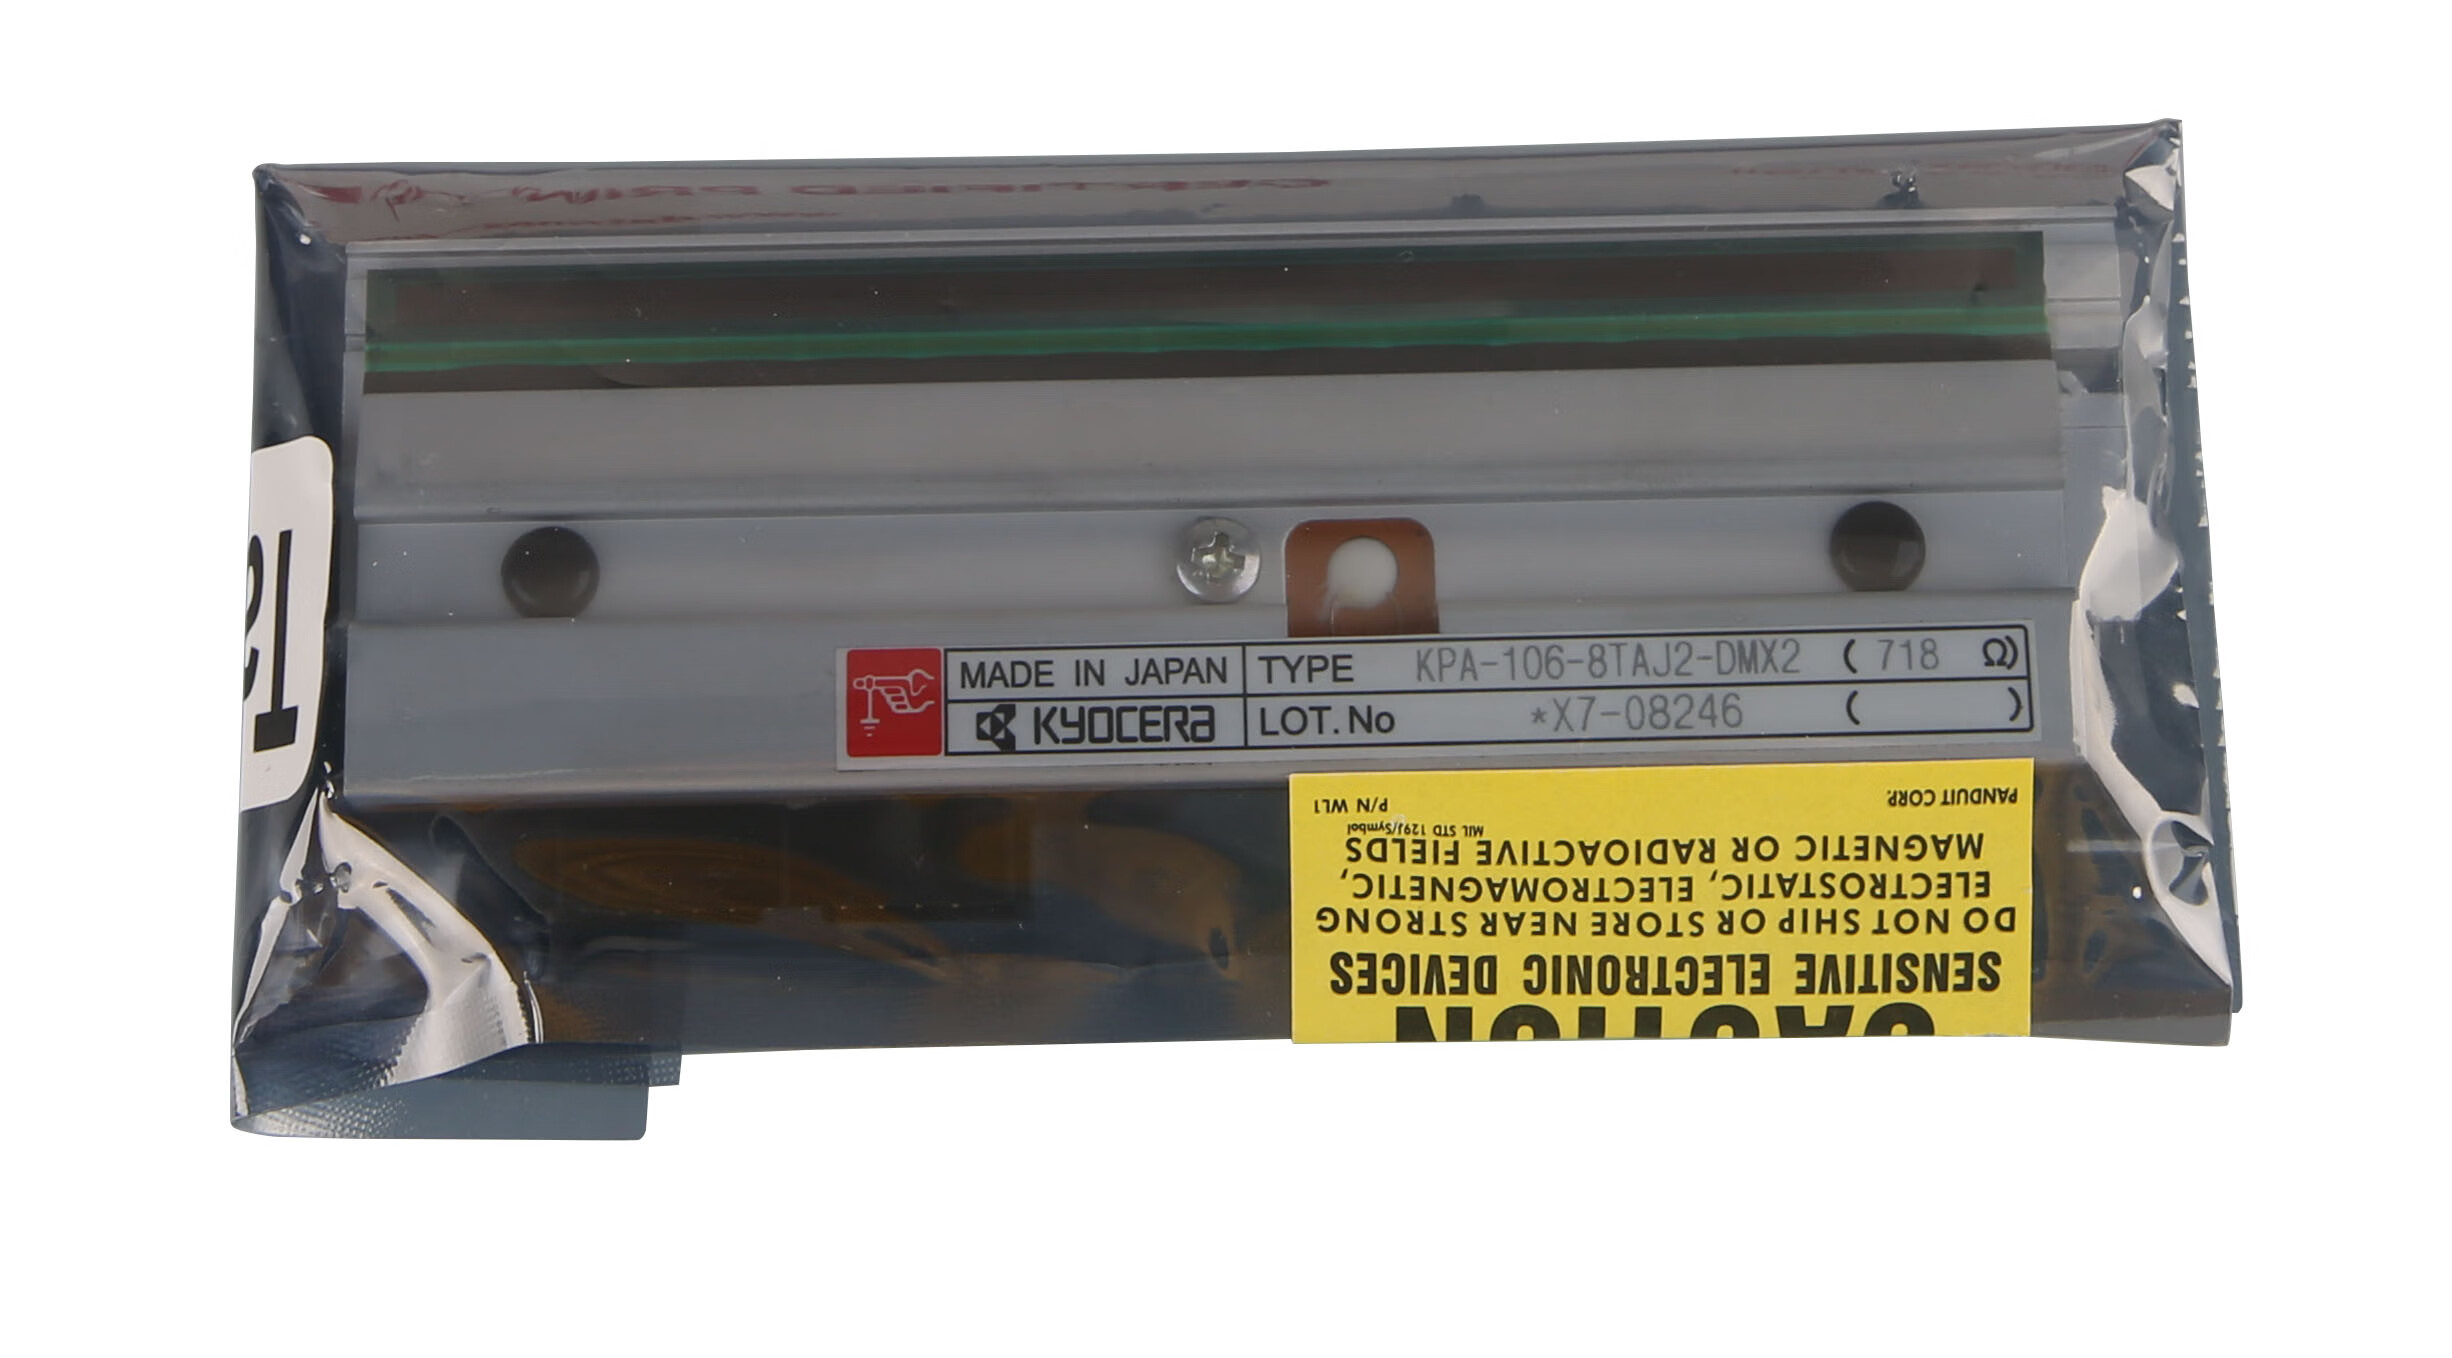 MADE IN JAPAN TYPE KPA-106-8TAJ2-DMX2 ( 718 Ω)
KYOCERA LOT. No *X7-08246 ( )
CAUTION
SENSITIVE ELECTRONIC DEVICES
DO NOT SHIP OR STORE NEAR STRONG
ELECTROSTATIC, ELECTROMAGNETIC,
MAGNETIC OR RADIOACTIVE FIELDS
MIL STD 129J/Symbol
PANDUIT CORP. P/N WL1